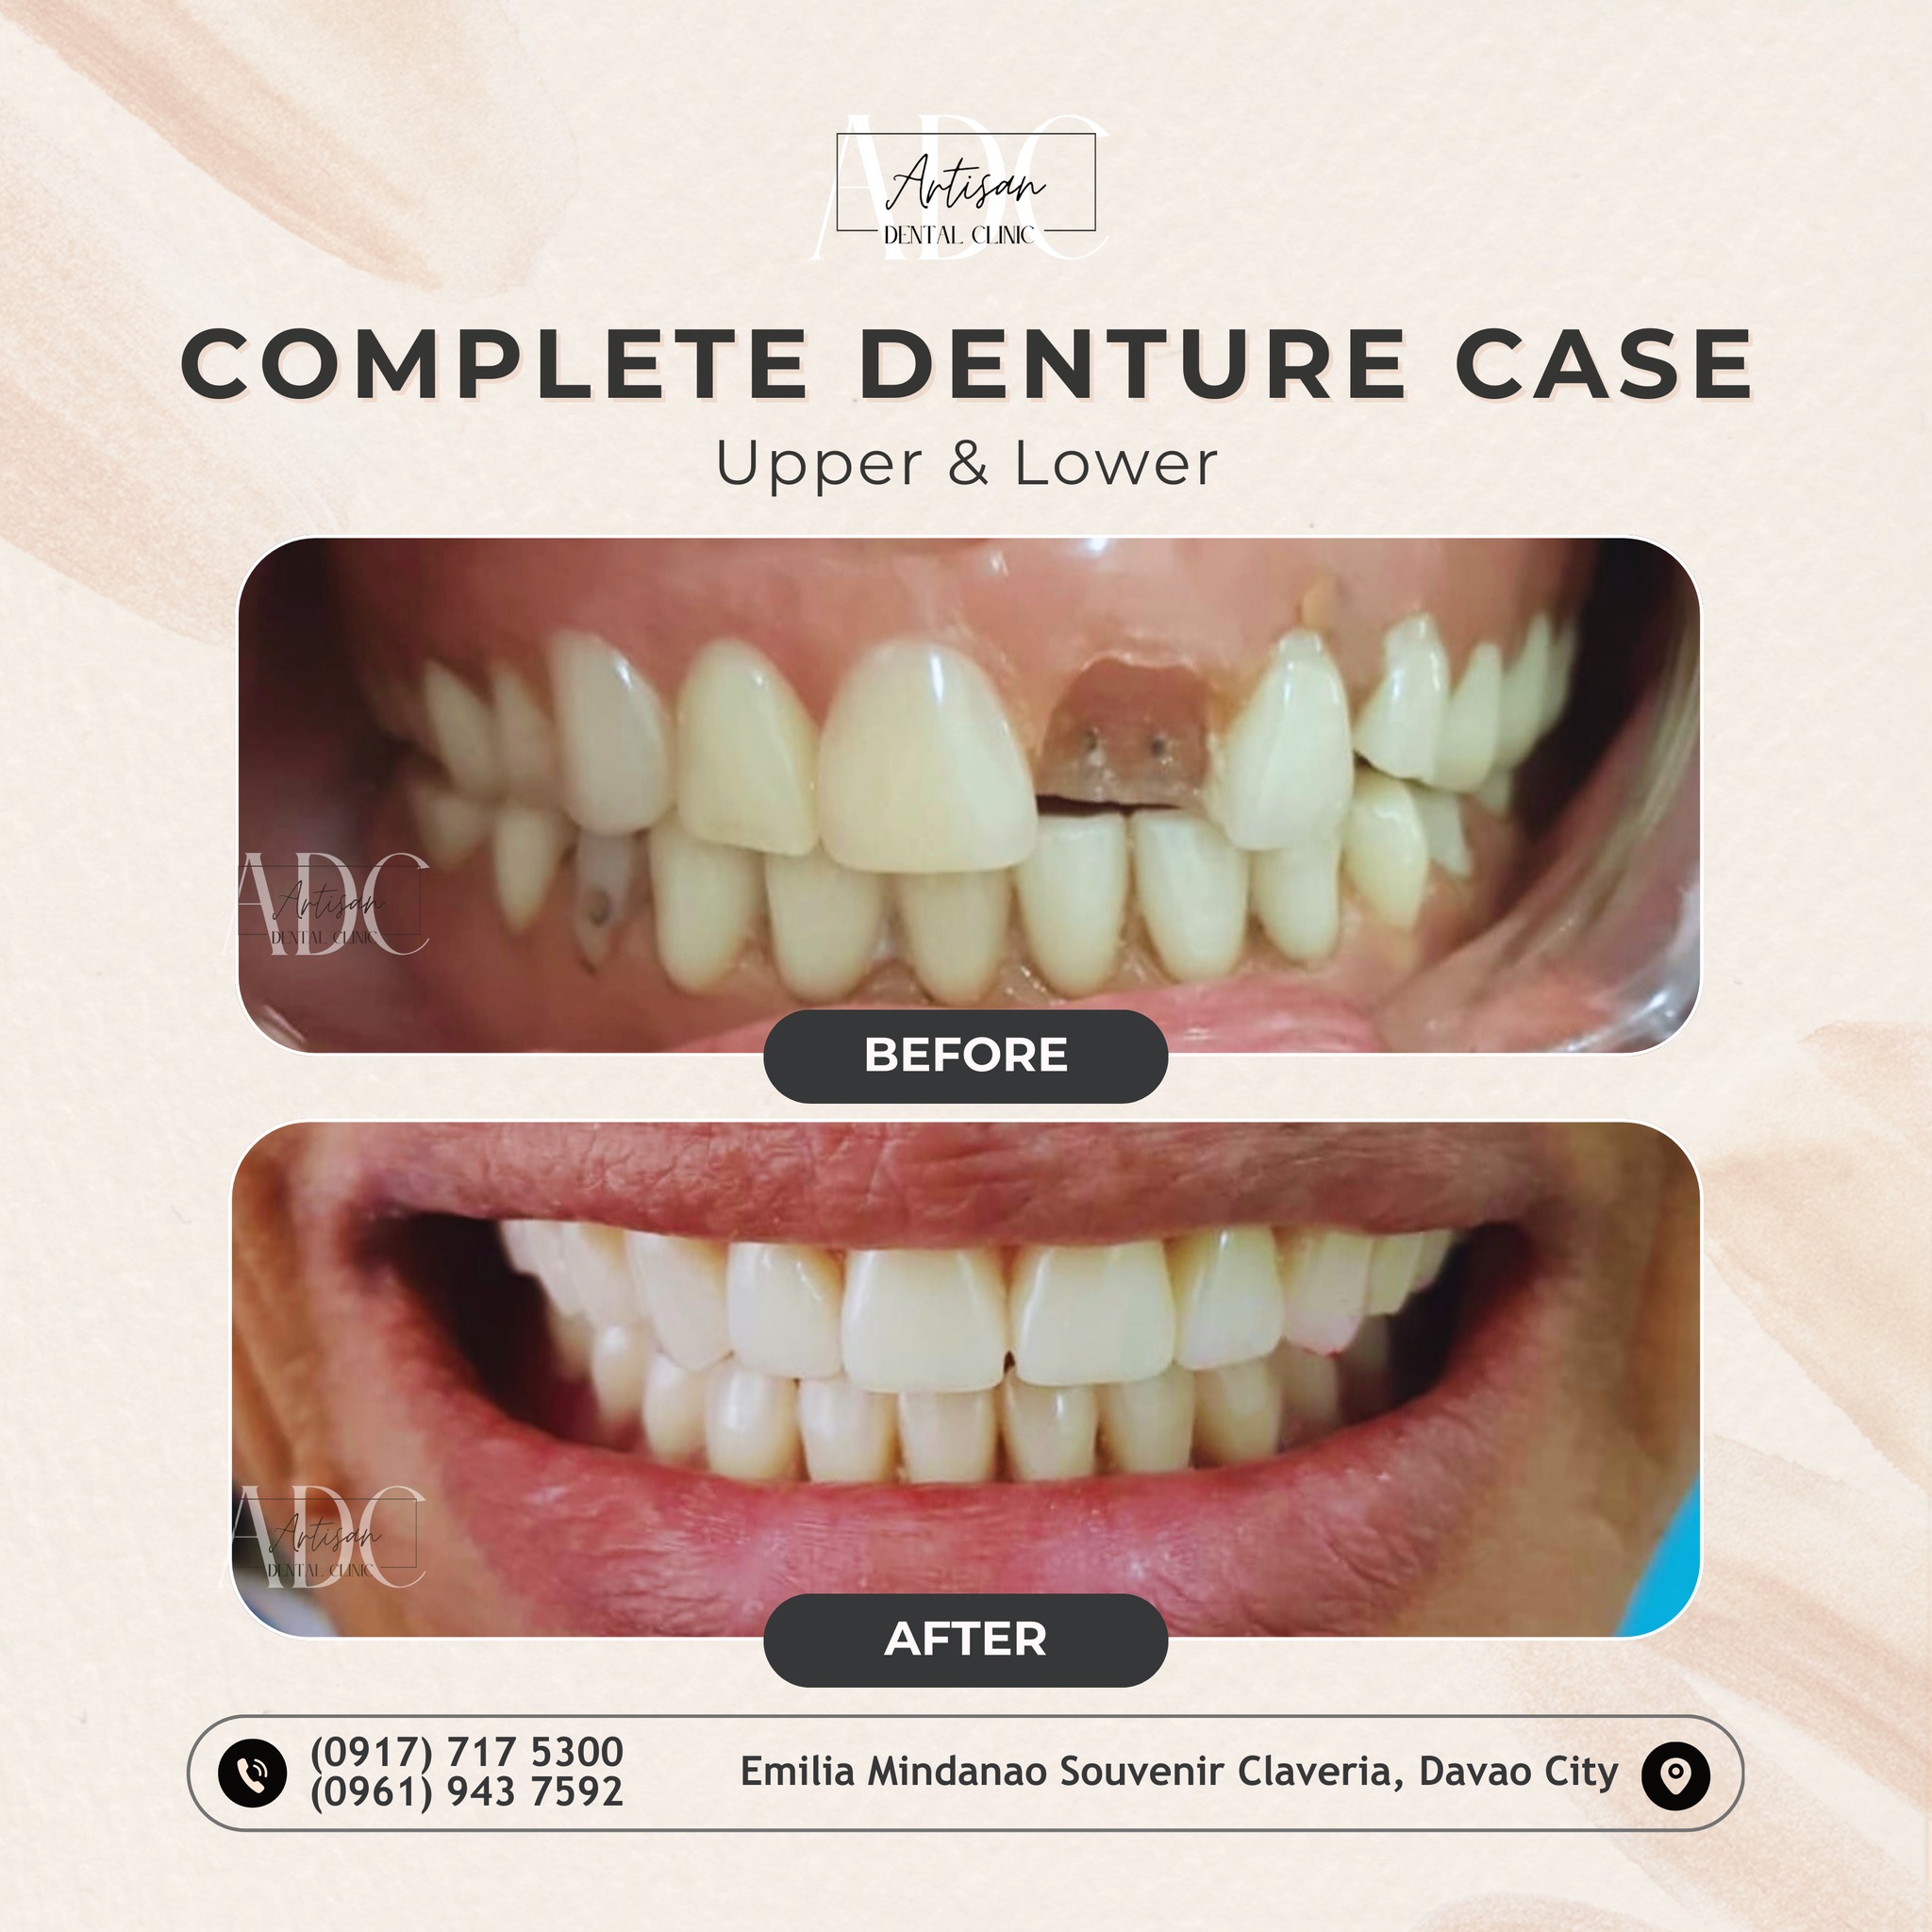 ADC
Artisan
DENTAL CLINIC
COMPLETE DENTURE CASE
Upper & Lower
ADC
Artisan
DENTAL CLINIC
BEFORE
ADC
Artisan
DENTAL CLINIC
AFTER
(0917) 717 5300
(0961) 943 7592
Emilia Mindanao Souvenir Claveria, Davao City